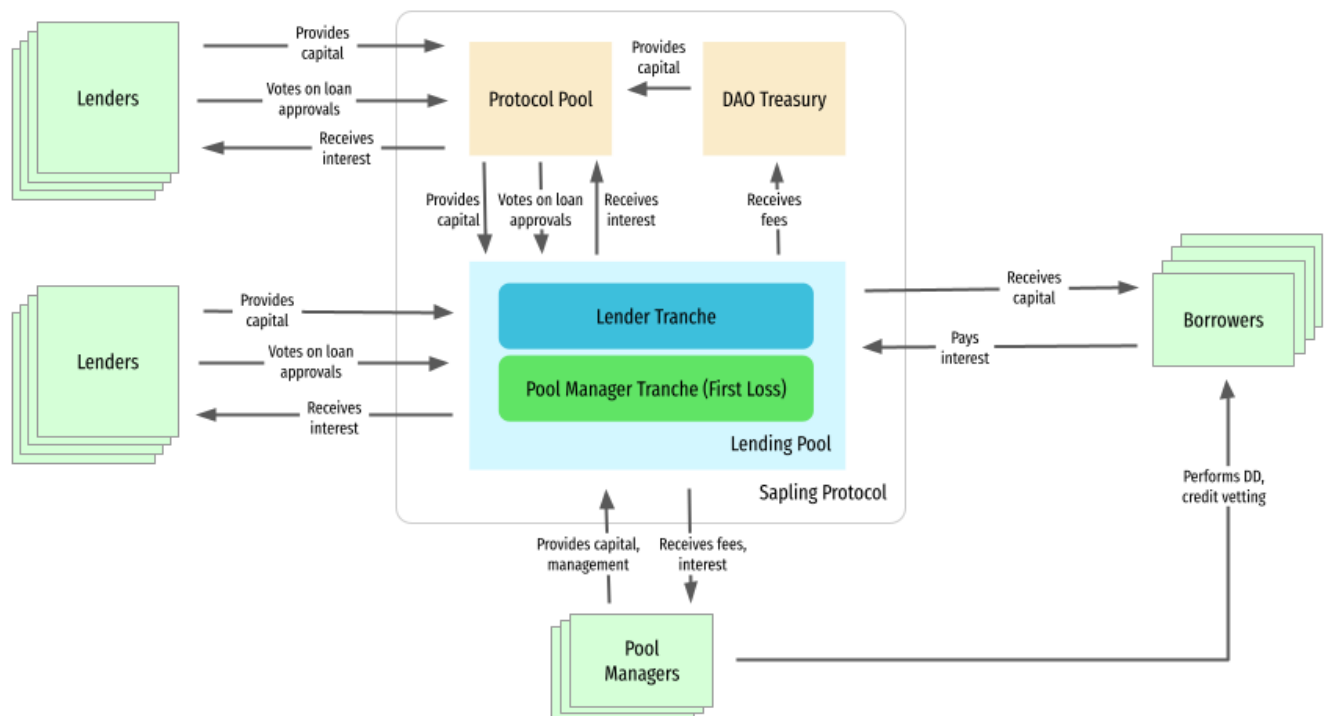 Provides
capital
Lenders
Votes on loan
approvals
Receives
interest
Protocol Pool
Provides
capital
DAO Treasury
Provides
capital
Votes on loan
approvals
Receives
interest
Receives
fees
Lenders
Provides
capital
Votes on loan
approvals
Receives
interest
Lender Tranche
Pool Manager Tranche (First Loss)
Lending Pool
Sapling Protocol
Receives
capital
Pays
interest
Borrowers
Performs DD,
credit vetting
Provides capital,
management
Receives fees,
interest
Pool
Managers